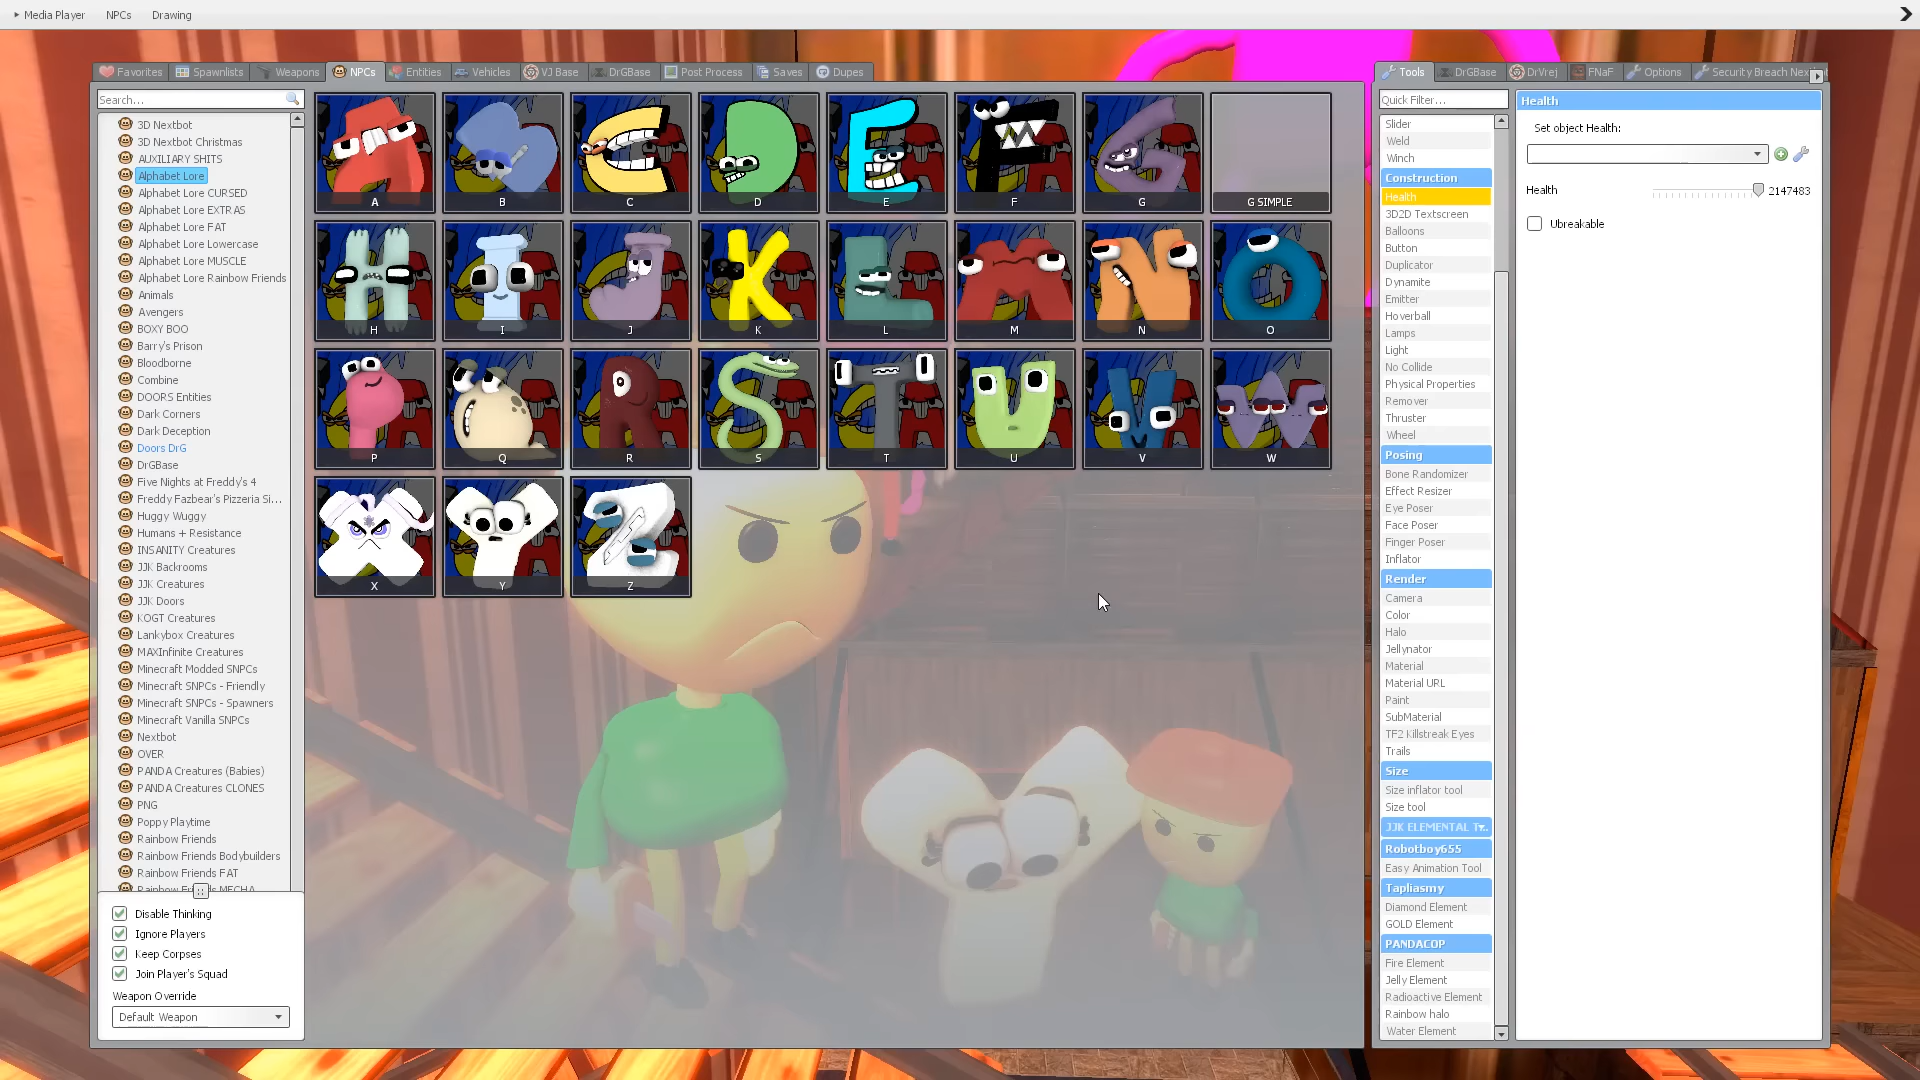 Media Player NPCs Drawing
Favorites Spawnlists Weapons NPCs Entities Vehicles VJ Base DrGBase Post Process Saves Dupes
Search...
3D Nextbot
3D Nextbot Christmas
AUXILIARY SHITS
Alphabet Lore
Alphabet Lore CURSED
Alphabet Lore EXTRAS
Alphabet Lore FAT
Alphabet Lore Lowercase
Alphabet Lore MUSCLE
Alphabet Lore Rainbow Friends
Animals
Avengers
BOXY BOO
Barry's Prison
Bloodborne
Combine
DOORS Entities
Dark Corners
Dark Deception
Doors DrG
DrGBase
Five Nights at Freddy's 4
Freddy Fazbear's Pizzeria Si...
Huggy Wuggy
Humans + Resistance
INSANITY Creatures
JJK Backrooms
JJK Creatures
JJK Doors
KOGT Creatures
Lankybox Creatures
MAXInfinite Creatures
Minecraft Modded SNPCs
Minecraft SNPCs - Friendly
Minecraft SNPCs - Spawners
Minecraft Vanilla SNPCs
Nextbot
OVER
PANDA Creatures (Babies)
PANDA Creatures CLONES
PNG
Poppy Playtime
Rainbow Friends
Rainbow Friends Bodybuilders
Rainbow Friends FAT
Disable Thinking
Ignore Players
Keep Corpses
Join Player's Squad
Weapon Override
Default Weapon
A B C D E F G G SIMPLE
H I J K L M N O
P Q R S T U V W
X Y Z
Tools DrGBase DrVrej FNaF Options Security Breach
Quick Filter...
Slider
Weld
Winch
Construction
Health
3D2D Textscreen
Balloons
Button
Duplicator
Dynamite
Emitter
Hoverball
Lamps
Light
No Collide
Physical Properties
Remover
Thruster
Wheel
Posing
Bone Randomizer
Effect Resizer
Eye Poser
Face Poser
Finger Poser
Inflator
Render
Camera
Color
Halo
Jellynator
Material
Material URL
Paint
SubMaterial
TF2 Killstreak Eyes
Trails
Size
Size inflator tool
Size tool
JJK ELEMENTAL
Robotboy655
Easy Animation Tool
Tapliasmy
Diamond Element
GOLD Element
PANDACOP
Fire Element
Jelly Element
Radioactive Element
Rainbow halo
Water Element
Health
Set object Health:
Health 2147483
Ubreakable